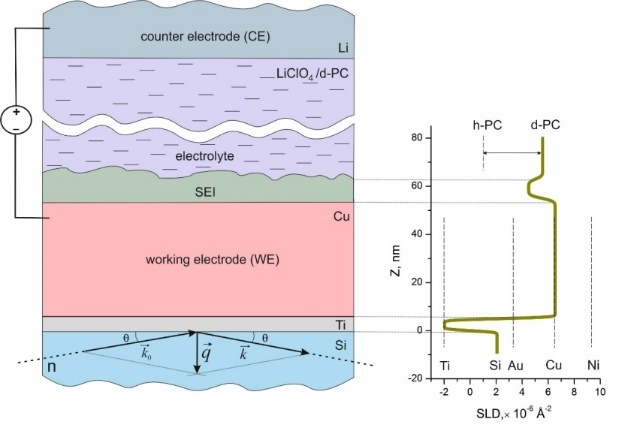 counter electrode (CE)
Li
LiClO₄/d-PC
+
−
electrolyte
SEI
Cu
working electrode (WE)
Ti
Si
θ
θ
k⃗₀
q⃗
k⃗
n
h-PC
d-PC
80
60
40
20
0
-20
Z, nm
Ti
Si
Au
Cu
Ni
-2
0
2
4
6
8
10
SLD,× 10⁻⁶ Å⁻²